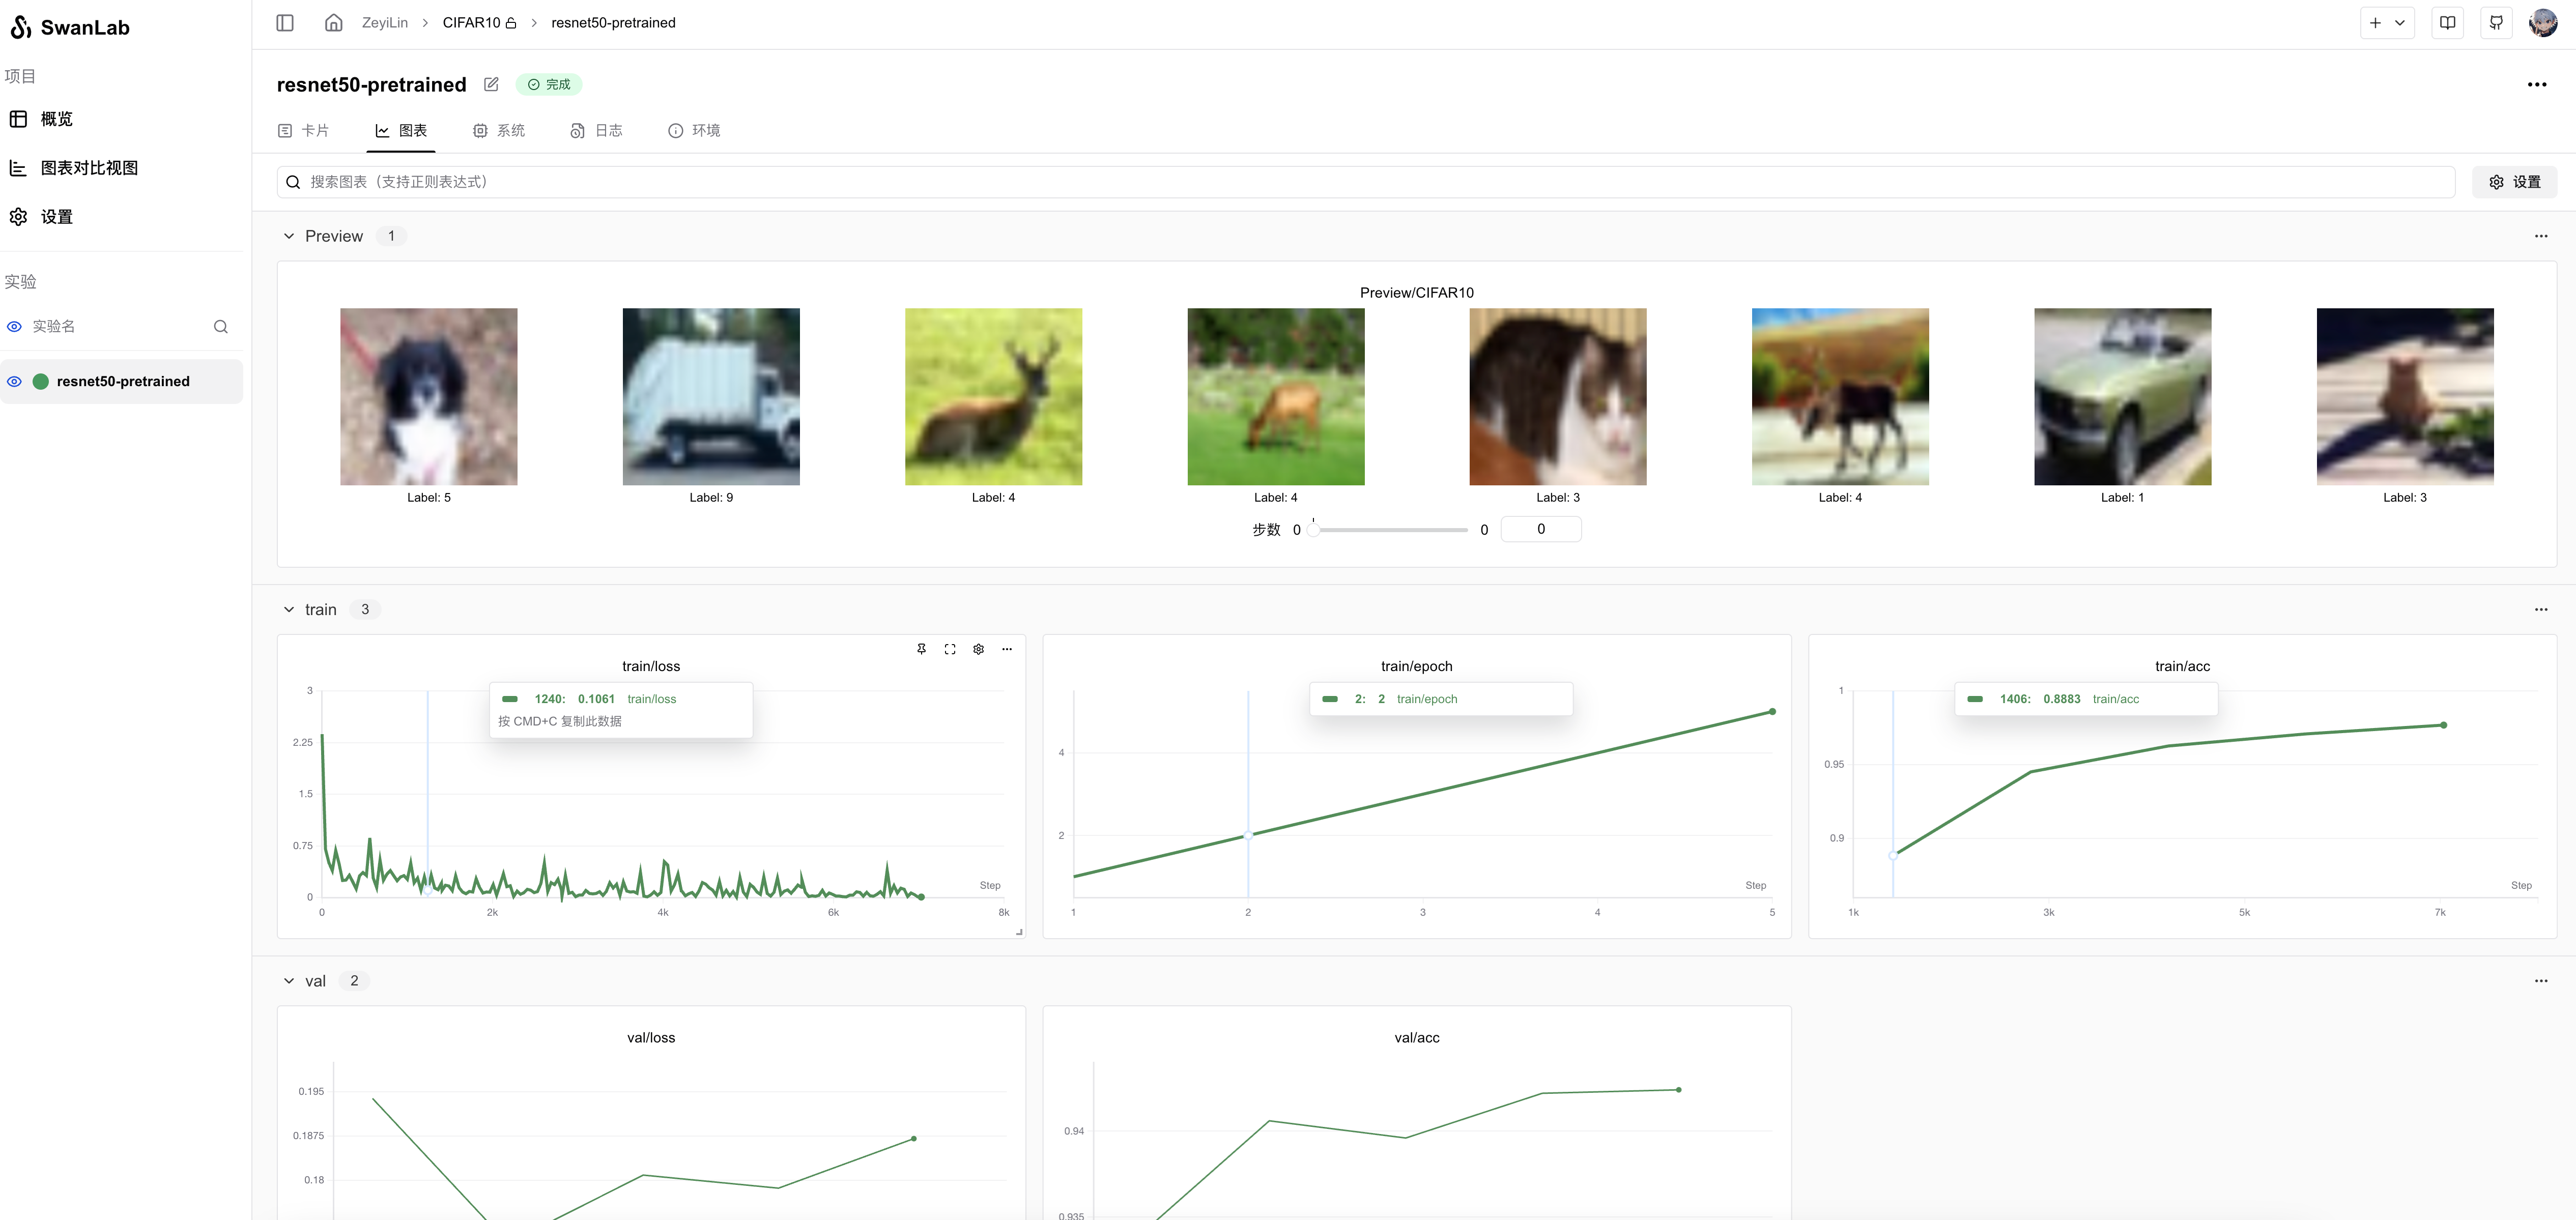 SwanLab
项目
概览
图表对比视图
设置
实验
实验名
resnet50-pretrained
ZeyiLin > CIFAR10 > resnet50-pretrained
resnet50-pretrained 完成
卡片 图表 系统 日志 环境
搜索图表（支持正则表达式） 设置
Preview 1
Preview/CIFAR10
Label: 5 Label: 9 Label: 4 Label: 4 Label: 3 Label: 4 Label: 1 Label: 3
步数 0 0 0
train 3
train/loss
1240: 0.1061 train/loss
按 CMD+C 复制此数据
3
2.25
1.5
0.75
0
Step
0 2k 4k 6k 8k
train/epoch
2: 2 train/epoch
4
2
Step
1 2 3 4 5
train/acc
1406: 0.8883 train/acc
1
0.95
0.9
Step
1k 3k 5k 7k
val 2
val/loss
0.195
0.1875
0.18
val/acc
0.94
0.935